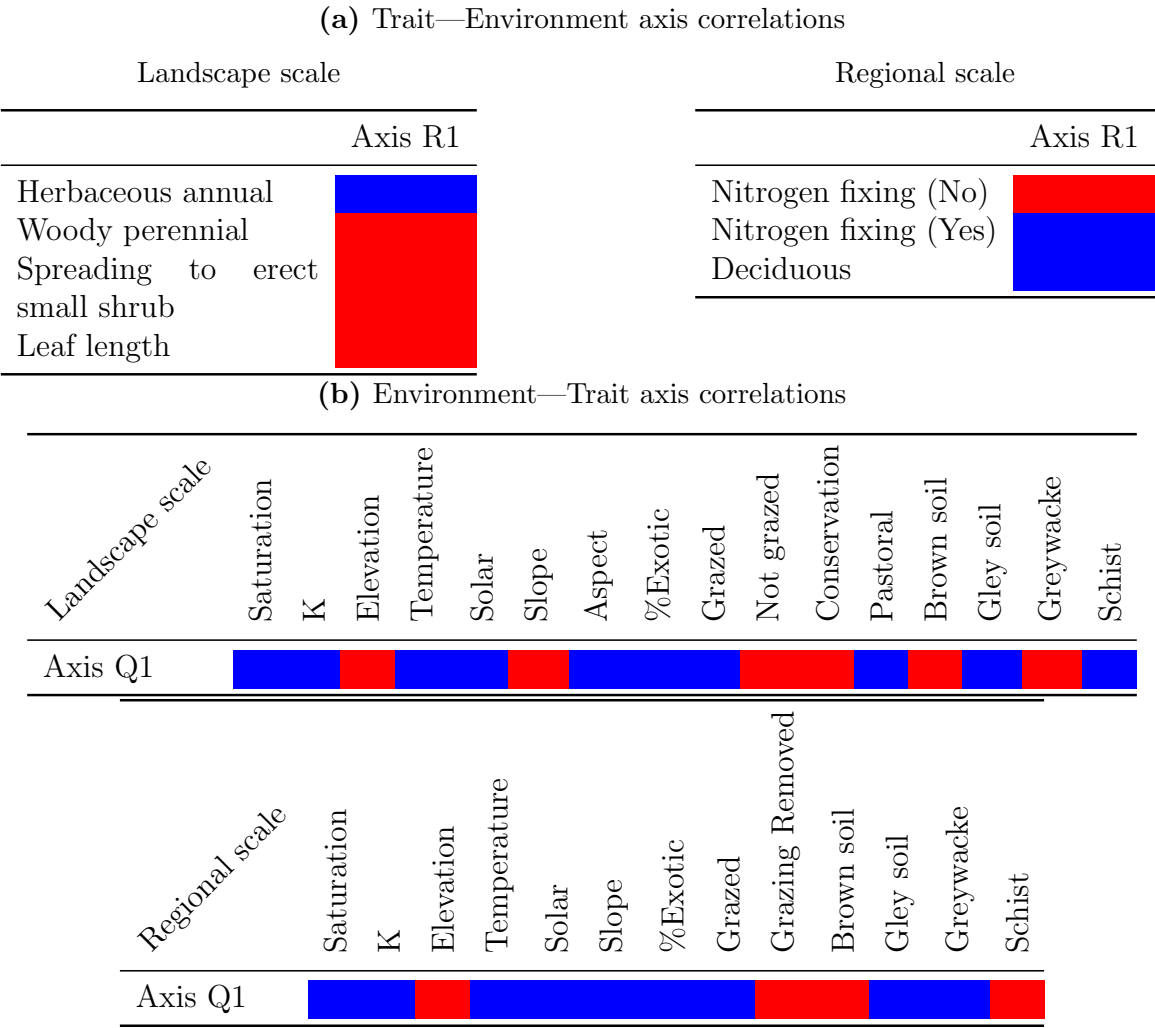 (a) Trait—Environment axis correlations
Landscape scale
Axis R1
Herbaceous annual
Woody perennial
Spreading to erect
small shrub
Leaf length
Regional scale
Axis R1
Nitrogen fixing (No)
Nitrogen fixing (Yes)
Deciduous
(b) Environment—Trait axis correlations
Landscape scale
Saturation
K
Elevation
Temperature
Solar
Slope
Aspect
%Exotic
Grazed
Not grazed
Conservation
Pastoral
Brown soil
Gley soil
Greywacke
Schist
Axis Q1
Regional scale
Saturation
K
Elevation
Temperature
Solar
Slope
%Exotic
Grazed
Grazing Removed
Brown soil
Gley soil
Greywacke
Schist
Axis Q1